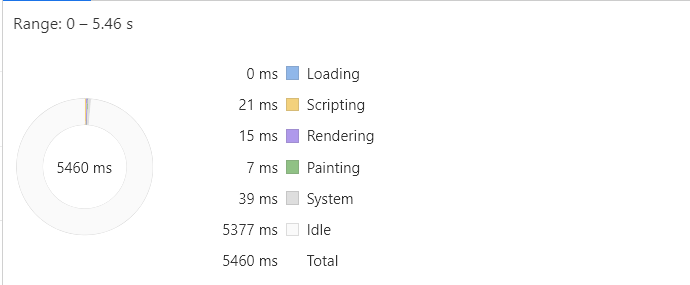 Range: 0 – 5.46 s
0 ms Loading
21 ms Scripting
15 ms Rendering
5460 ms
7 ms Painting
39 ms System
5377 ms Idle
5460 ms Total